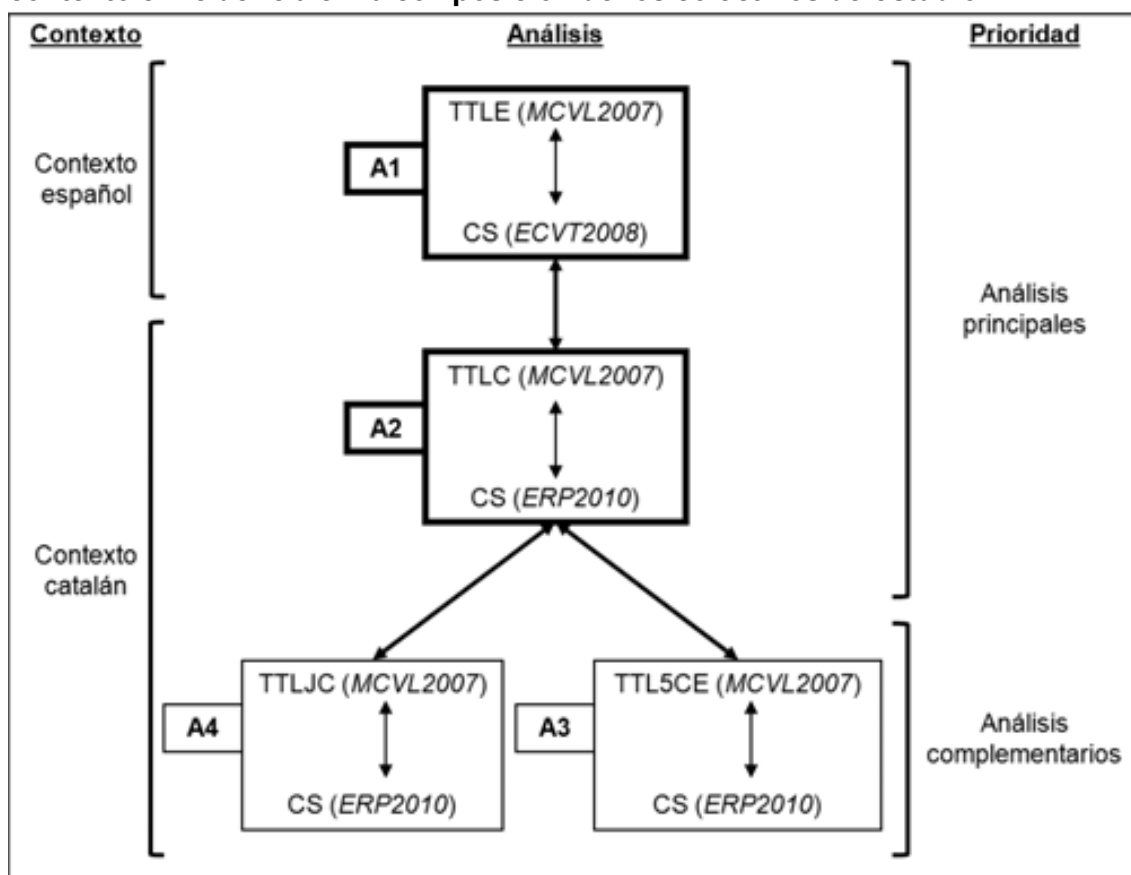 Contexto
Análisis
Prioridad
TTLE (MCVL2007)
A1
CS (ECVT2008)
Contexto
español
TTLC (MCVL2007)
A2
CS (ERP2010)
Análisis
principales
Contexto
catalán
TTLJC (MCVL2007)
A4
CS (ERP2010)
TTL5CE (MCVL2007)
A3
CS (ERP2010)
Análisis
complementarios